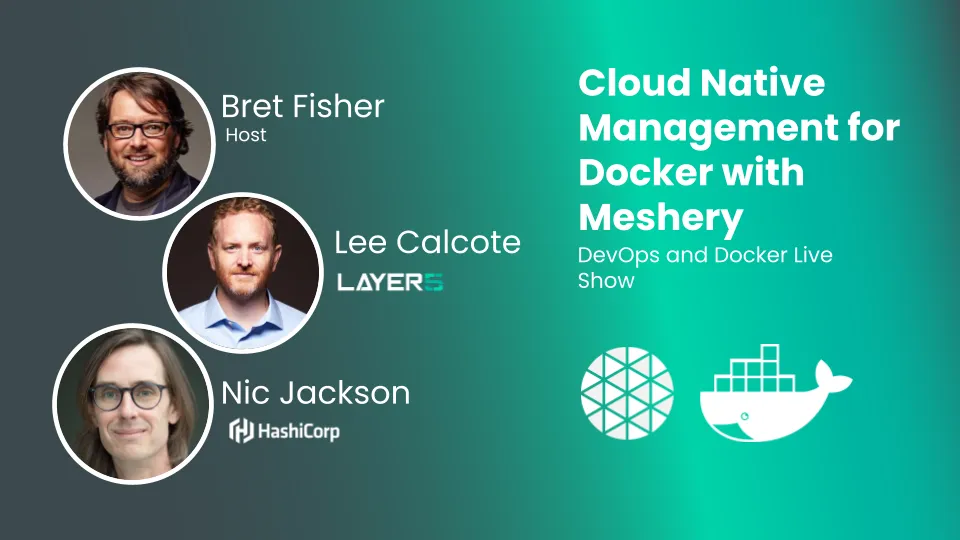 Bret Fisher
Host
Lee Calcote
LAYER5
Nic Jackson
HashiCorp
Cloud Native
Management for
Docker with
Meshery
DevOps and Docker Live
Show